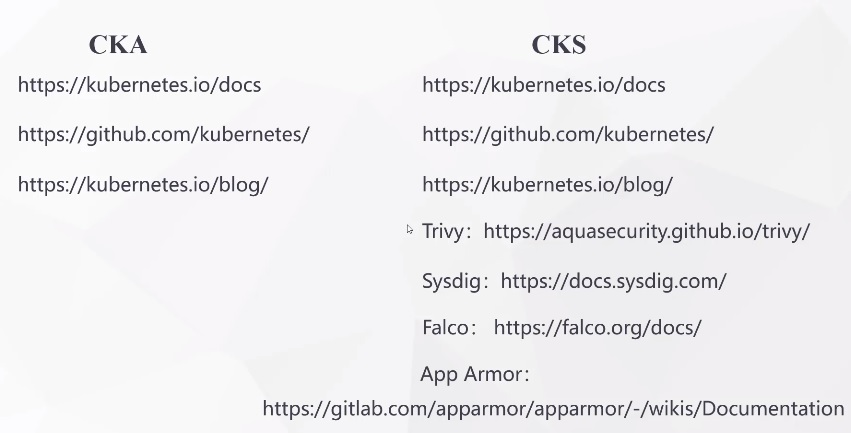 CKA
https://kubernetes.io/docs
https://github.com/kubernetes/
https://kubernetes.io/blog/
CKS
https://kubernetes.io/docs
https://github.com/kubernetes/
https://kubernetes.io/blog/
Trivy：https://aquasecurity.github.io/trivy/
Sysdig：https://docs.sysdig.com/
Falco： https://falco.org/docs/
App Armor：
https://gitlab.com/apparmor/apparmor/-/wikis/Documentation